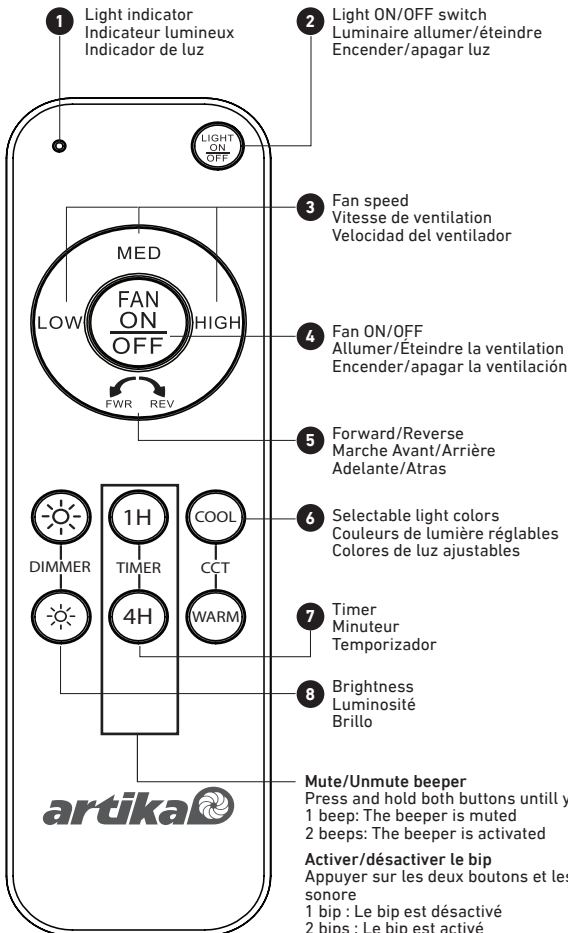 1 Light indicator
Indicateur lumineux
Indicador de luz
2 Light ON/OFF switch
Luminaire allumer/éteindre
Encender/apagar luz
LIGHT
ON
OFF
3 Fan speed
Vitesse de ventilation
Velocidad del ventilador
MED
LOW
FAN
ON
OFF
HIGH
4 Fan ON/OFF
Allumer/Éteindre la ventilation
Encender/apagar la ventilación
FWR REV
5 Forward/Reverse
Marche Avant/Arrière
Adelante/Atras
1H COOL
6 Selectable light colors
Couleurs de lumière réglables
Colores de luz ajustables
DIMMER TIMER CCT
4H WARM
7 Timer
Minuteur
Temporizador
8 Brightness
Luminosité
Brillo
artika
Mute/Unmute beeper
Press and hold both buttons untill
1 beep: The beeper is muted
2 beeps: The beeper is activated
Activer/désactiver le bip
Appuyer sur les deux boutons et
sonore
1 bip : Le bip est désactivé
2 bips : Le bip est activé